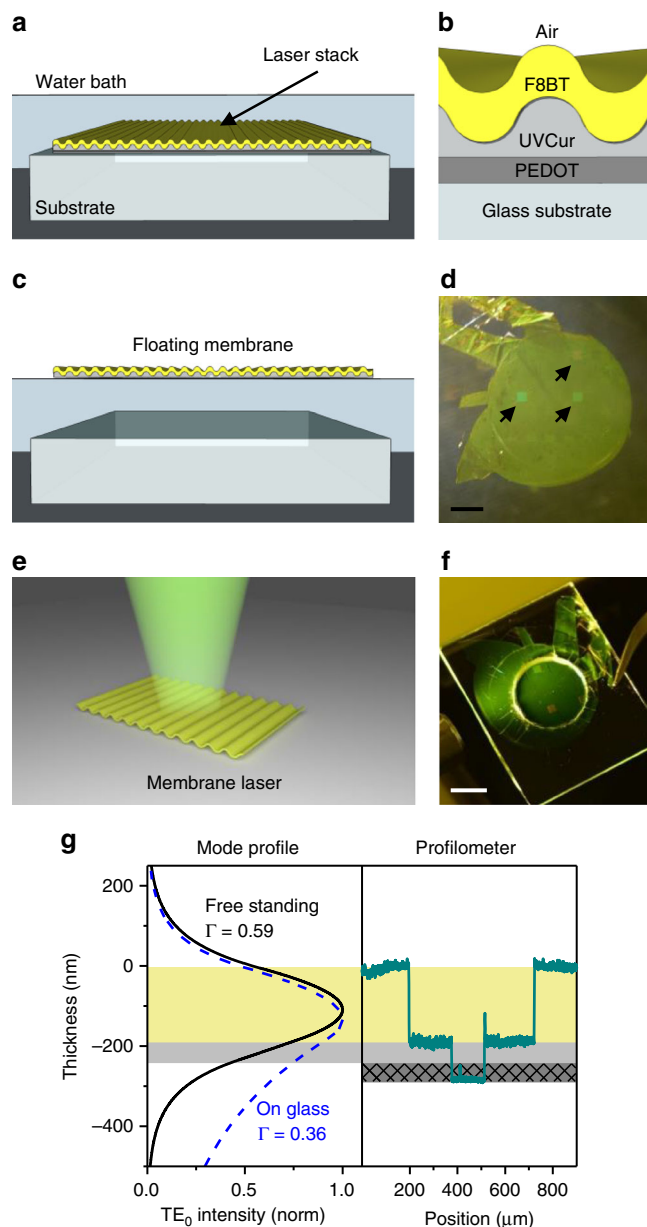 a
Water bath
Laser stack
Substrate
b
Air
F8BT
UVCur
PEDOT
Glass substrate
c
Floating membrane
d
e
Membrane laser
f
g
Mode profile
Profilometer
Thickness (nm)
200
0
−200
−400
Free standing
Γ = 0.59
On glass
Γ = 0.36
0.0
0.5
1.0
TE₀ intensity (norm)
200 400 600 800
Position (μm)